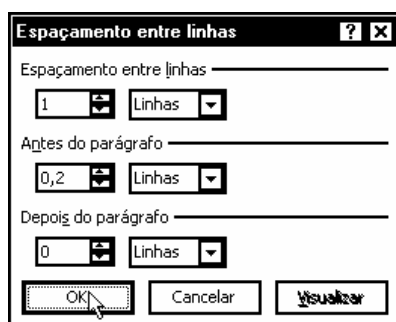 Espaçamento entre linhas ? X
Espaçamento entre linhas
1 Linhas
Antes do parágrafo
0,2 Linhas
Depois do parágrafo
0 Linhas
OK Cancelar Visualizar